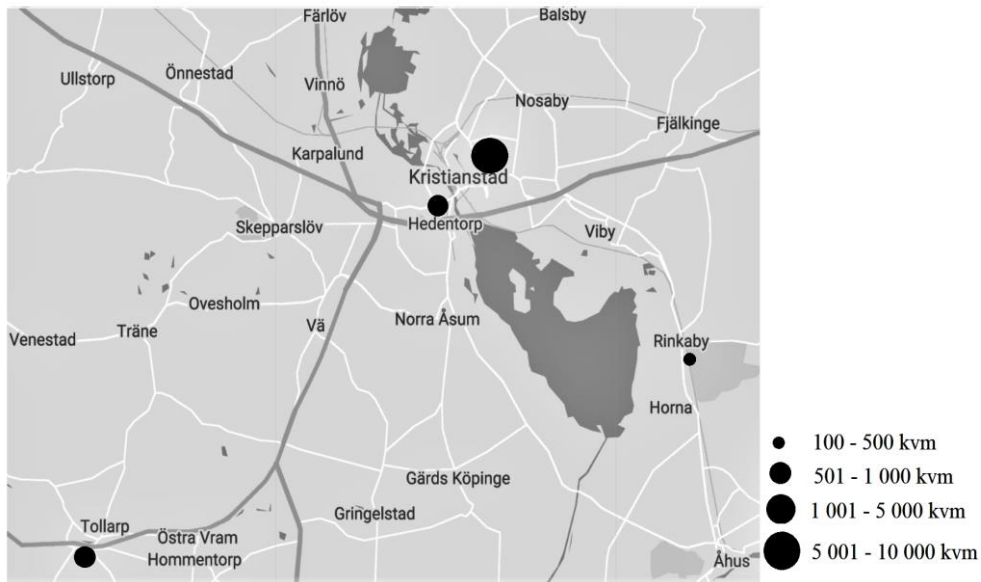 Färlöv
Balsby
Ullstorp
Önnestad
Vinnö
Nosaby
Fjälkinge
Karpalund
Kristianstad
Skepparslöv
Hedentorp
Viby
Ovesholm
Norra Åsum
Vä
Träne
Venestad
Rinkaby
Horna
100 - 500 kvm
501 - 1 000 kvm
1 001 - 5 000 kvm
5 001 - 10 000 kvm
Gärds Köpinge
Gringelstad
Tollarp
Östra Vram
Hommentorp
Åhus